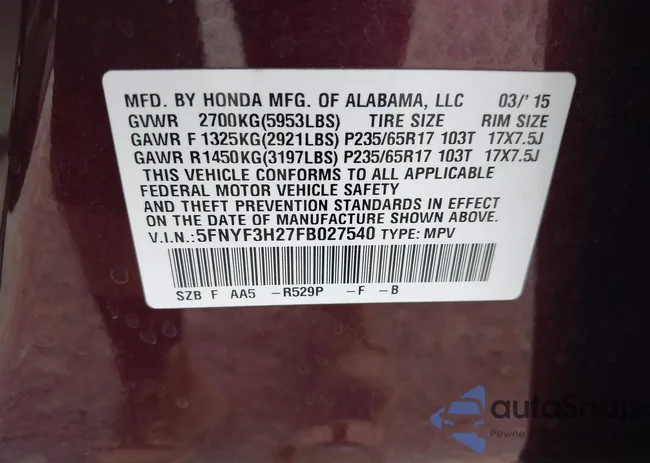 MFD. BY HONDA MFG. OF ALABAMA, LLC 03/'15
GVWR 2700KG(5953LBS) TIRE SIZE RIM SIZE
GAWR F 1325KG(2921LBS) P235/65R17 103T 17X7.5J
GAWR R 1450KG(3197LBS) P235/65R17 103T 17X7.5J
THIS VEHICLE CONFORMS TO ALL APPLICABLE
FEDERAL MOTOR VEHICLE SAFETY
AND THEFT PREVENTION STANDARDS IN EFFECT
ON THE DATE OF MANUFACTURE SHOWN ABOVE.
V.I.N.:5FNYF3H27FB027540 TYPE: MPV
SZB F AA5 -R529P -F -B
autoSnap
Pewne